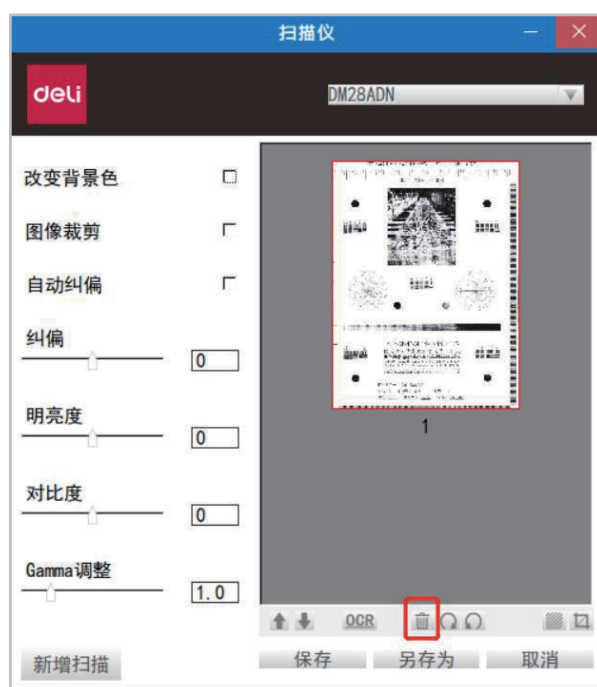 扫描仪
deli
DM28ADN
改变背景色
图像裁剪
自动纠偏
纠偏
0
明亮度
0
对比度
0
Gamma调整
1.0
1
OCR
新增扫描
保存
另存为
取消